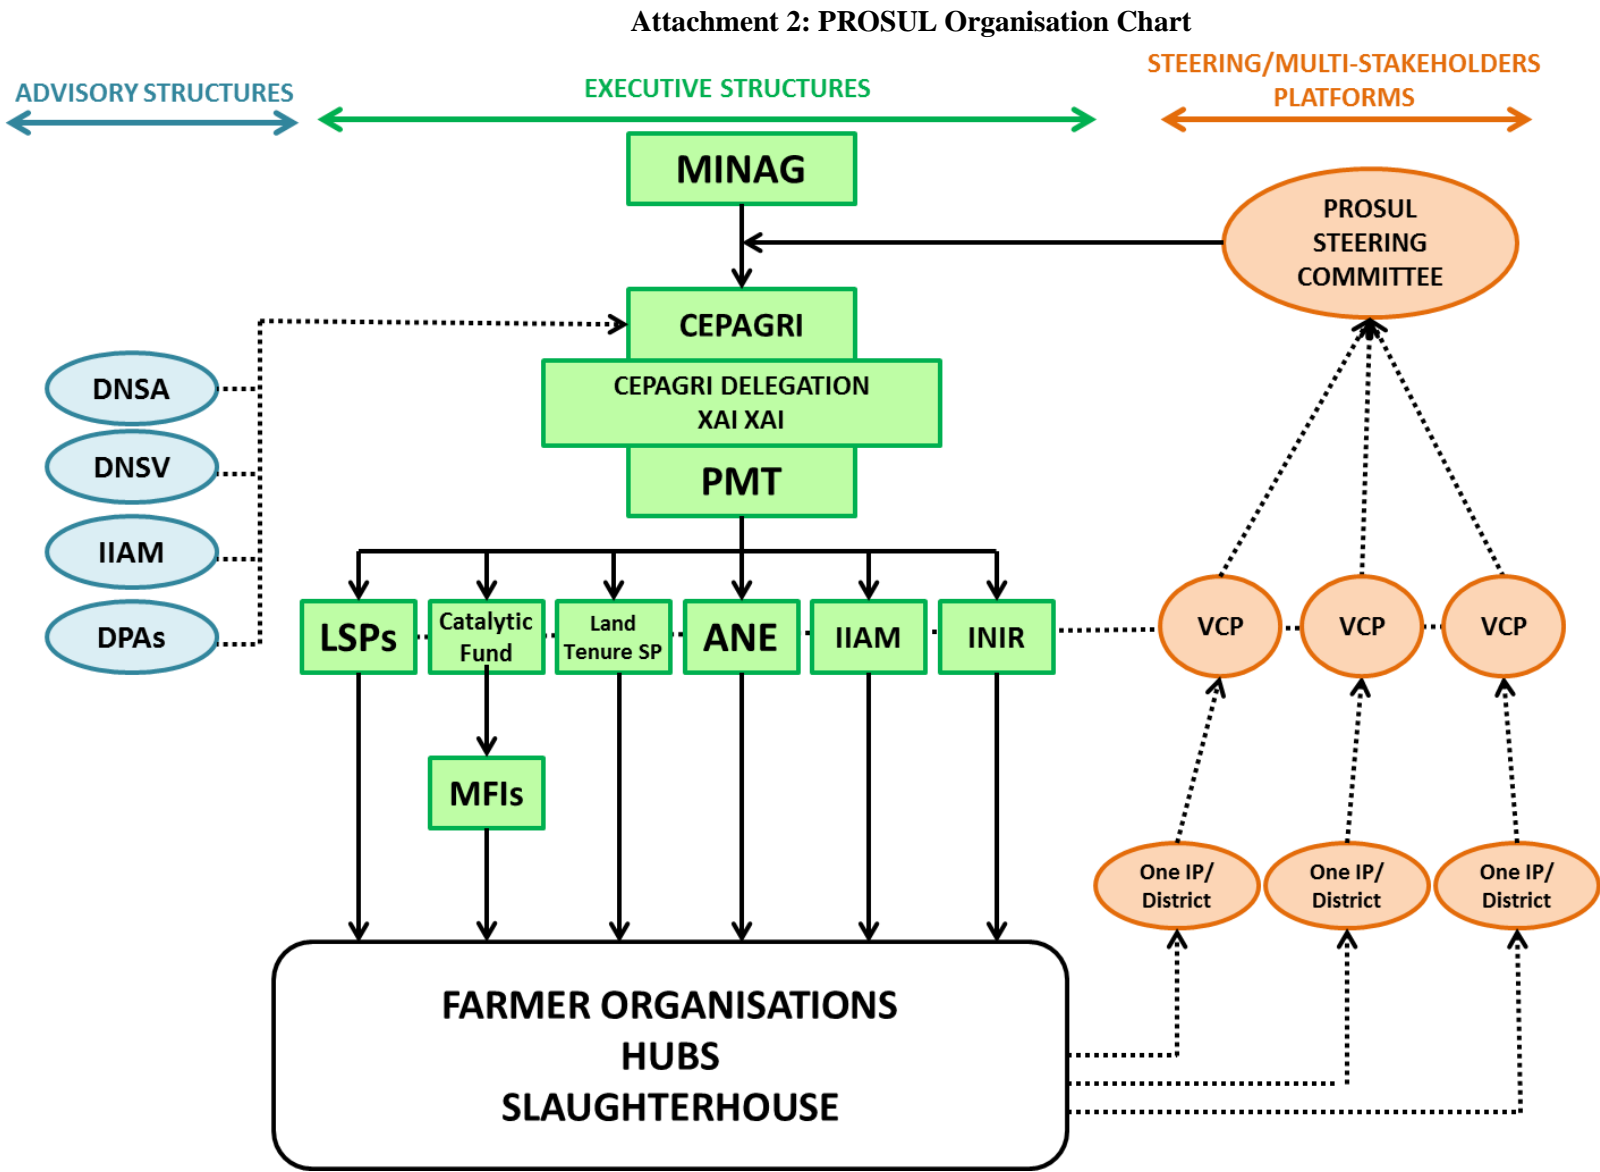 Attachment 2: PROSUL Organisation Chart
ADVISORY STRUCTURES
EXECUTIVE STRUCTURES
STEERING/MULTI-STAKEHOLDERS
PLATFORMS
MINAG
PROSUL
STEERING
COMMITTEE
CEPAGRI
CEPAGRI DELEGATION
XAI XAI
PMT
DNSA
DNSV
IIAM
DPAs
LSPs
Catalytic
Fund
Land
Tenure SP
ANE
IIAM
INIR
VCP
VCP
VCP
MFIs
One IP/
District
One IP/
District
One IP/
District
FARMER ORGANISATIONS
HUBS
SLAUGHTERHOUSE